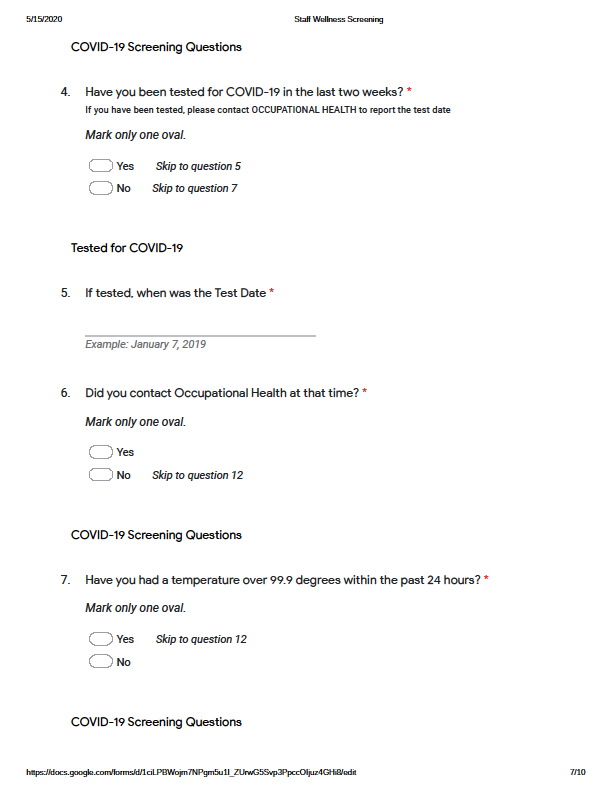 5/15/2020 Staff Wellness Screening
COVID-19 Screening Questions
4. Have you been tested for COVID-19 in the last two weeks? *
If you have been tested, please contact OCCUPATIONAL HEALTH to report the test date
Mark only one oval.
Yes Skip to question 5
No Skip to question 7
Tested for COVID-19
5. If tested, when was the Test Date *
Example: January 7, 2019
6. Did you contact Occupational Health at that time? *
Mark only one oval.
Yes
No Skip to question 12
COVID-19 Screening Questions
7. Have you had a temperature over 99.9 degrees within the past 24 hours? *
Mark only one oval.
Yes Skip to question 12
No
COVID-19 Screening Questions
7/10